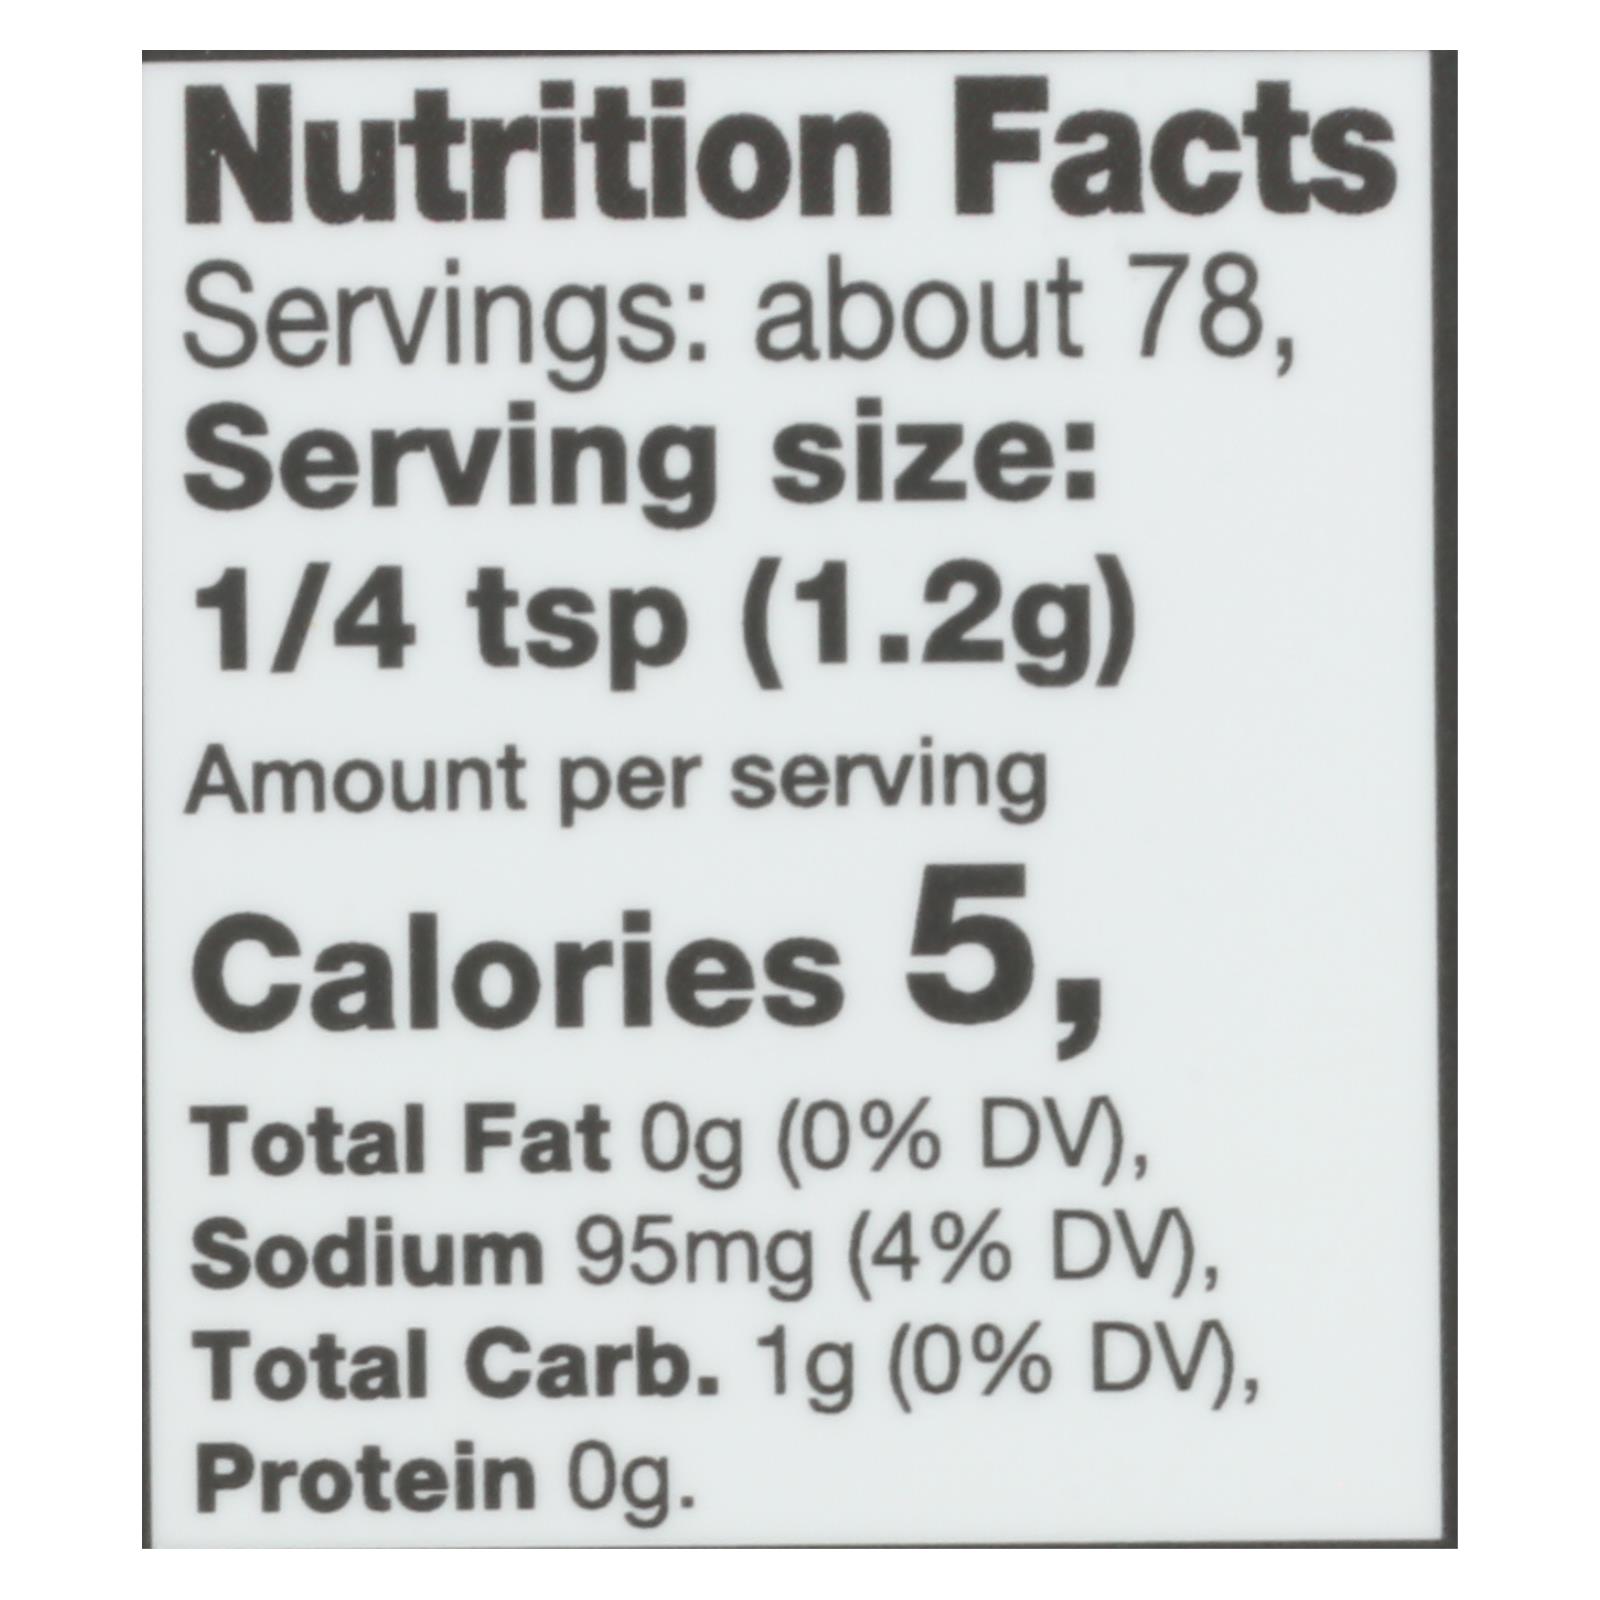 Nutrition Facts
Servings: about 78,
Serving size:
1/4 tsp (1.2g)
Amount per serving
Calories 5,
Total Fat 0g (0% DV),
Sodium 95mg (4% DV),
Total Carb. 1g (0% DV),
Protein 0g.